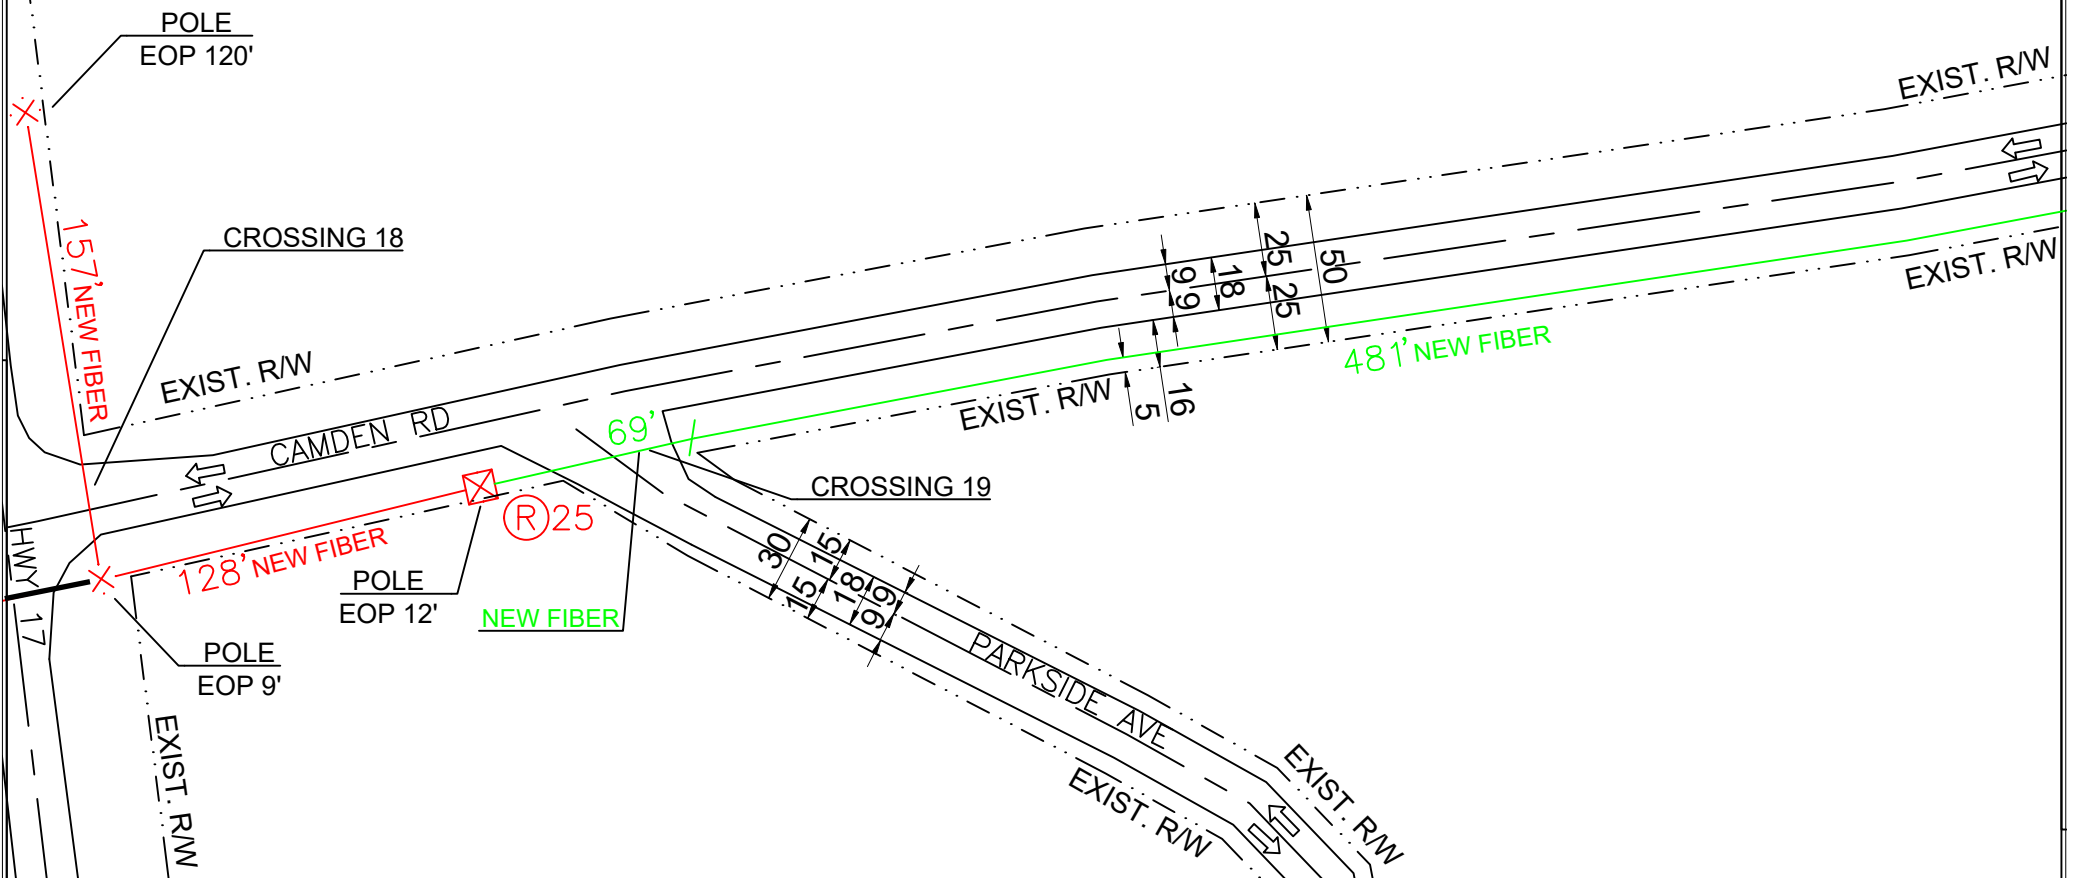 POLE
EOP 120'
EXIST. R/W
157' NEW FIBER
CROSSING 18
25
50
9
18
9
25
EXIST. R/W
EXIST. R/W
481' NEW FIBER
CAMDEN RD
69'
EXIST. R/W
16
5
CROSSING 19
R 25
HWY 17
128' NEW FIBER
POLE
EOP 12'
NEW FIBER
30
15
15
18
9
9
POLE
EOP 9'
PARKSIDE AVE
EXIST. R/W
EXIST. R/W
EXIST. R/W